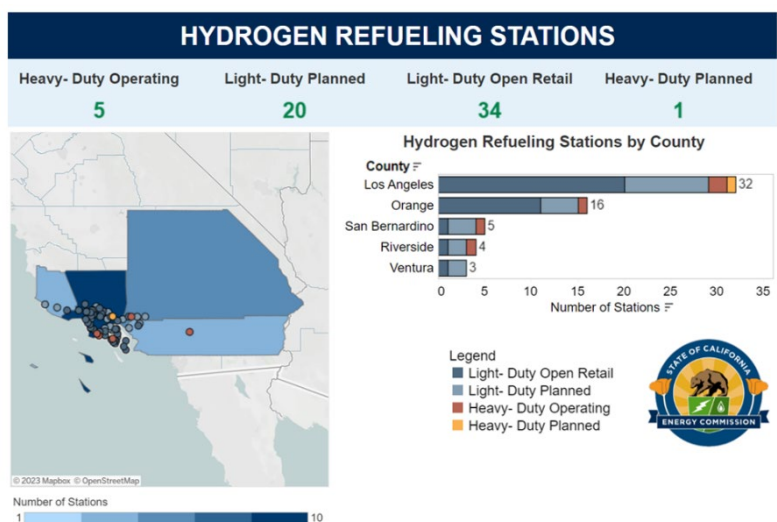 HYDROGEN REFUELING STATIONS
Heavy- Duty Operating
5
Light- Duty Planned
20
Light- Duty Open Retail
34
Heavy- Duty Planned
1
© 2023 Mapbox © OpenStreetMap
Number of Stations
1 10
Hydrogen Refueling Stations by County
County
Los Angeles 32
Orange 16
San Bernardino 5
Riverside 4
Ventura 3
0 5 10 15 20 25 30 35
Number of Stations
Legend
Light- Duty Open Retail
Light- Duty Planned
Heavy- Duty Operating
Heavy- Duty Planned
STATE OF CALIFORNIA
ENERGY COMMISSION